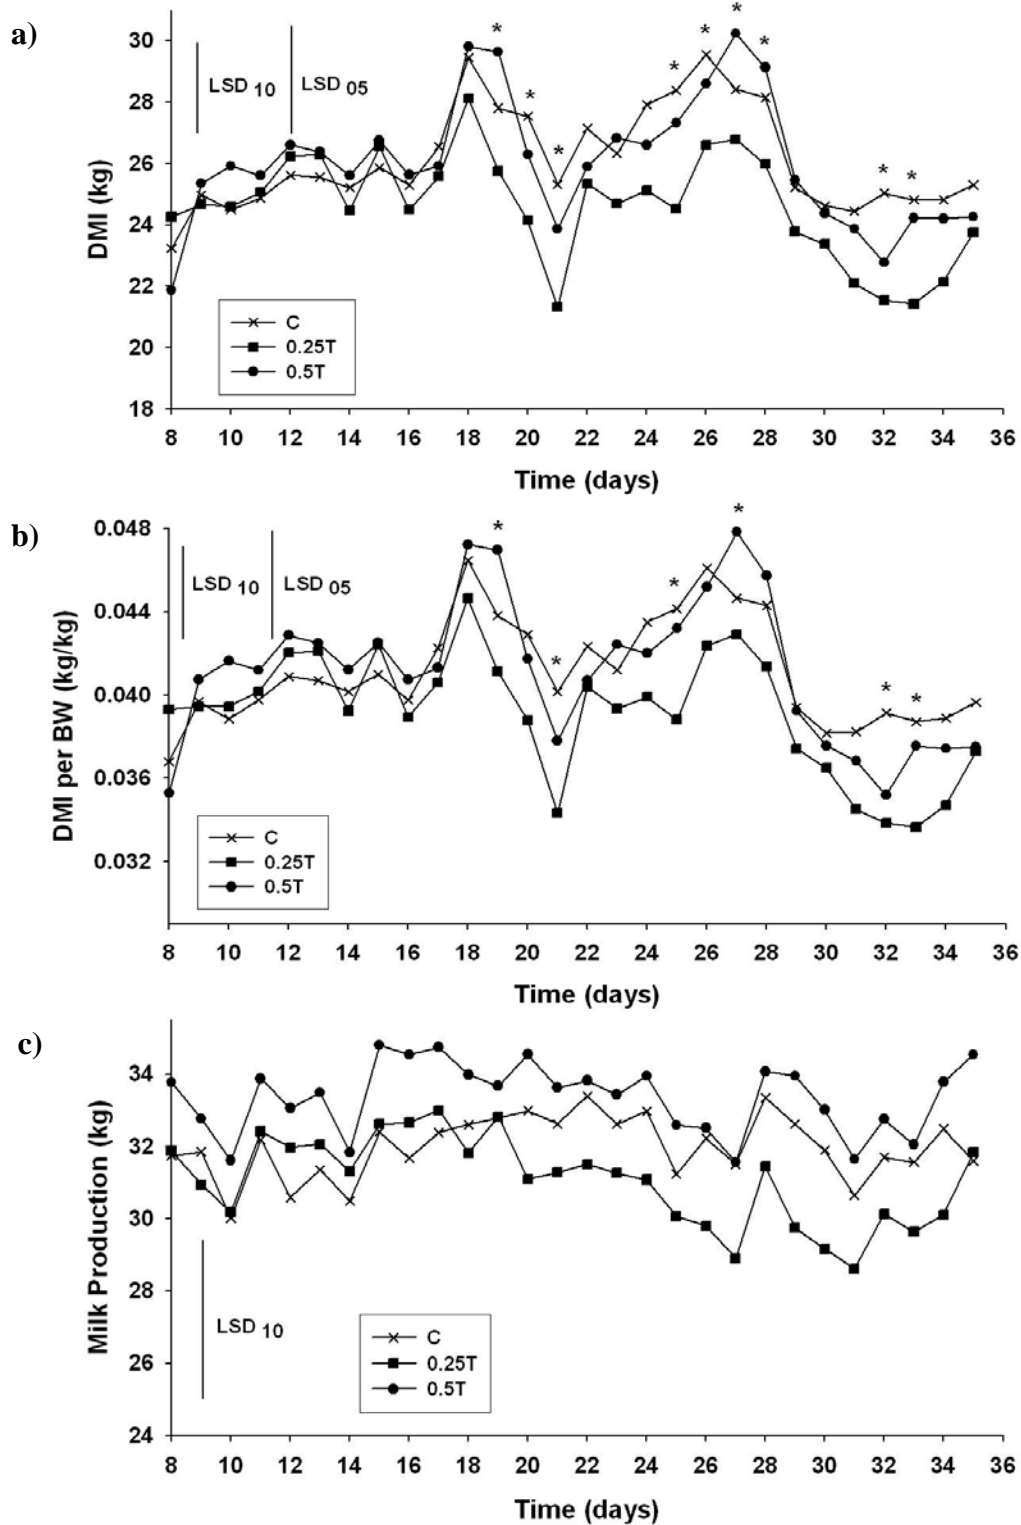 a)
DMI (kg)
30
28
26
24
22
20
18
LSD 10
LSD 05
* * * * * * * * *
C
0.25T
0.5T
8 10 12 14 16 18 20 22 24 26 28 30 32 34 36
Time (days)
b)
DMI per BW (kg/kg)
0.048
0.044
0.040
0.036
0.032
LSD 10
LSD 05
* * * * * *
C
0.25T
0.5T
8 10 12 14 16 18 20 22 24 26 28 30 32 34 36
Time (days)
c)
Milk Production (kg)
34
32
30
28
26
24
LSD 10
C
0.25T
0.5T
8 10 12 14 16 18 20 22 24 26 28 30 32 34 36
Time (days)